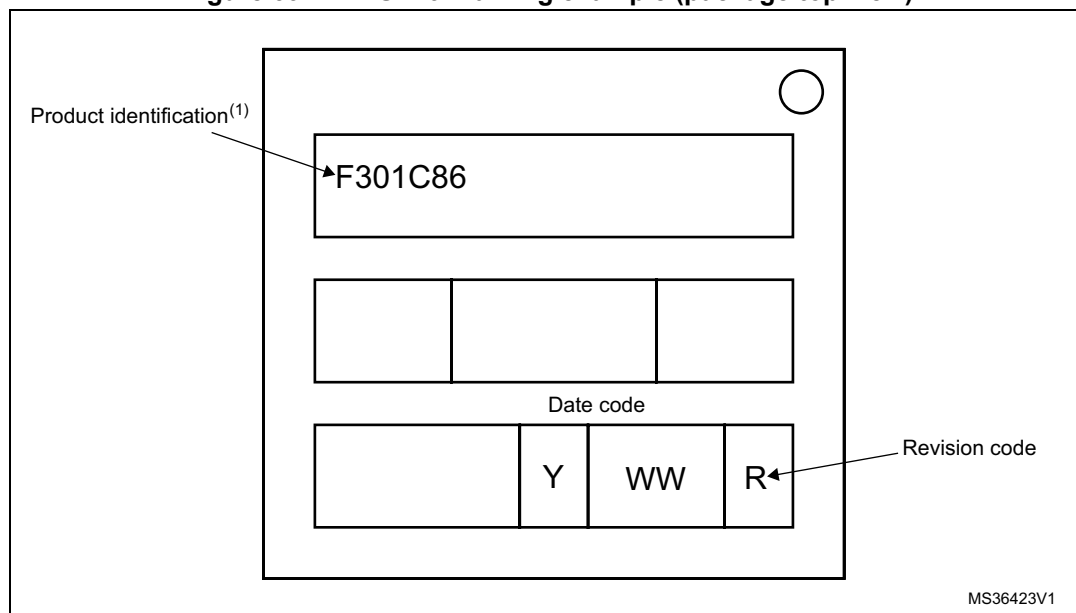 Product identification(1)
F301C86
Date code
Y WW R
Revision code
MS36423V1